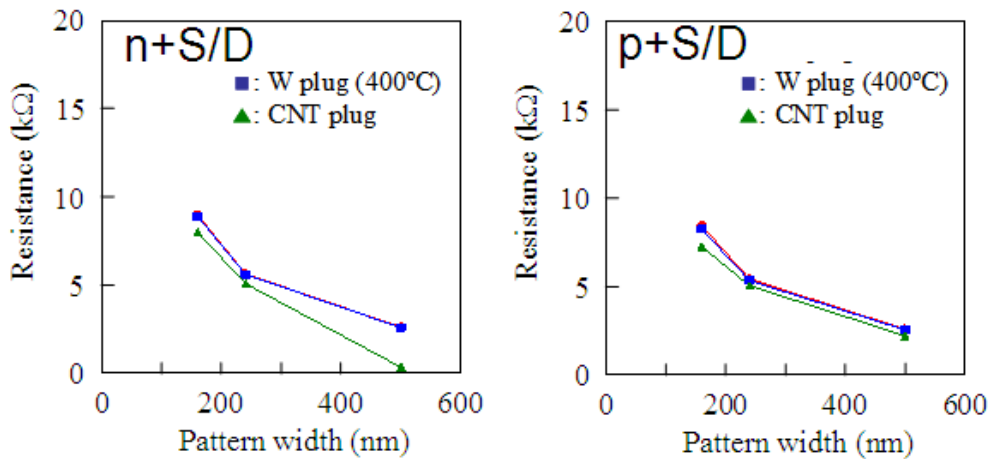 n+S/D
■: W plug (400ºC)
▲: CNT plug
Resistance (kΩ)
20
15
10
5
0
0 200 400 600
Pattern width (nm)
p+S/D
■: W plug (400ºC)
▲: CNT plug
Resistance (kΩ)
20
15
10
5
0
0 200 400 600
Pattern width (nm)